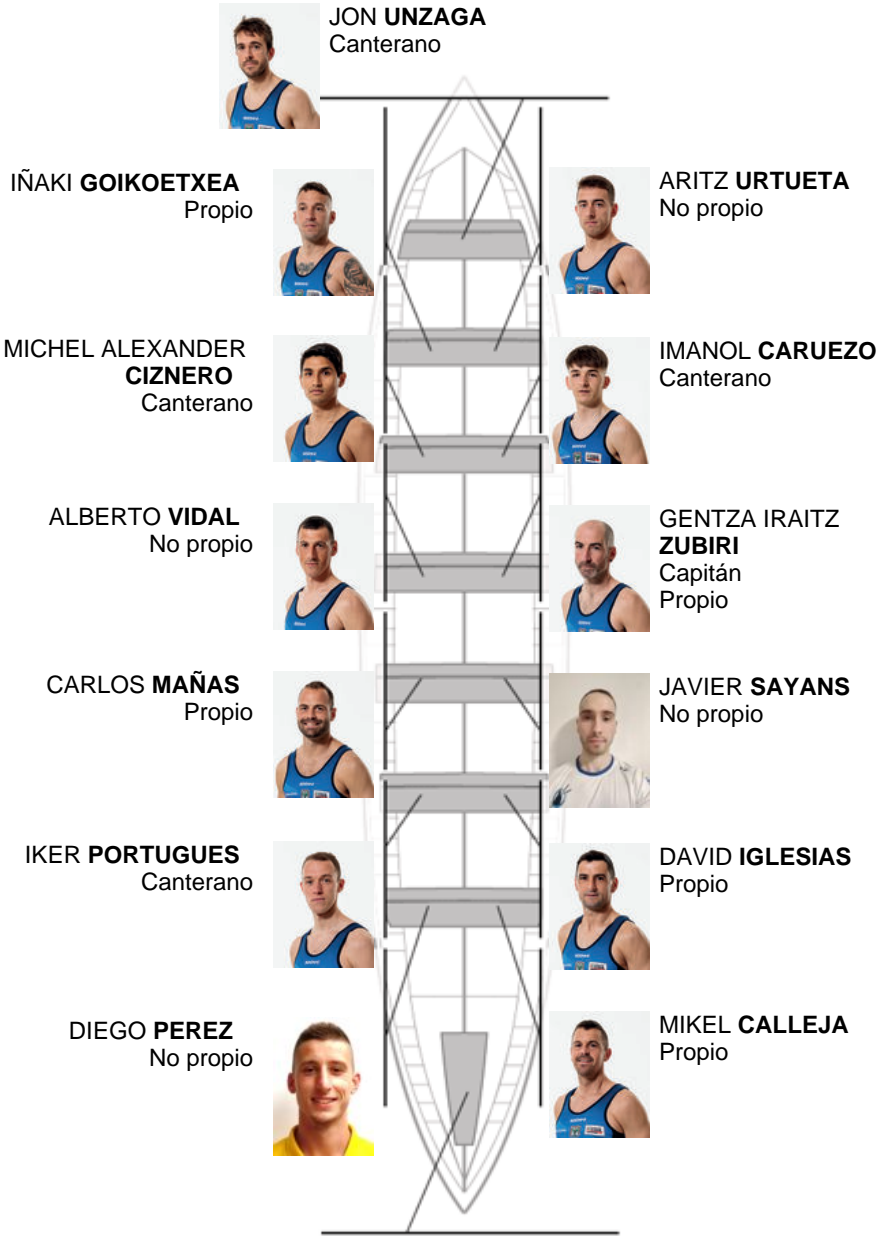 JON UNZAGA
Canterano
IÑAKI GOIKOETXEA
Propio
ARITZ URTUETA
No propio
MICHEL ALEXANDER
CIZNERO
Canterano
IMANOL CARUEZO
Canterano
ALBERTO VIDAL
No propio
GENTZA IRAITZ
ZUBIRI
Capitán
Propio
CARLOS MAÑAS
Propio
JAVIER SAYANS
No propio
IKER PORTUGUES
Canterano
DAVID IGLESIAS
Propio
DIEGO PEREZ
No propio
MIKEL CALLEJA
Propio